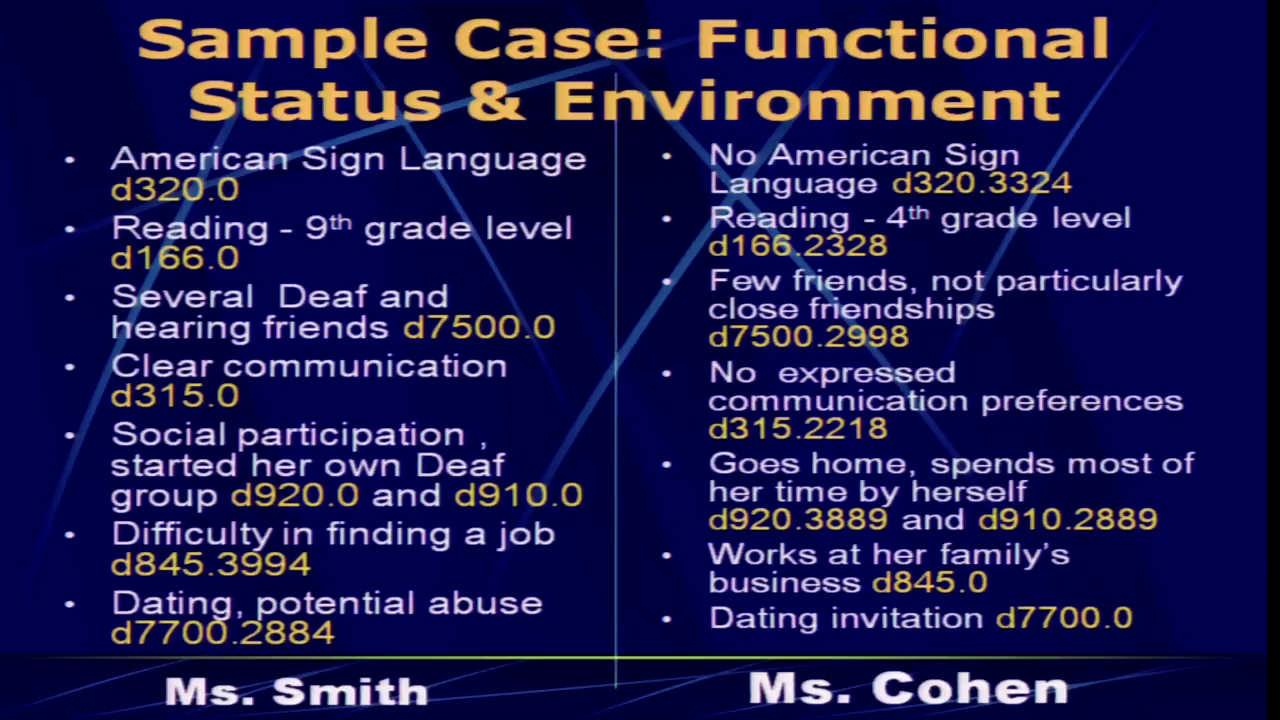 Sample Case: Functional
Status & Environment
• American Sign Language
d320.0
• Reading - 9th grade level
d166.0
• Several Deaf and
hearing friends d7500.0
• Clear communication
d315.0
• Social participation ,
started her own Deaf
group d920.0 and d910.0
• Difficulty in finding a job
d845.3994
• Dating, potential abuse
d7700.2884
Ms. Smith
• No American Sign
Language d320.3324
• Reading - 4th grade level
d166.2328
• Few friends, not particularly
close friendships
d7500.2998
• No expressed
communication preferences
d315.2218
• Goes home, spends most of
her time by herself
d920.3889 and d910.2889
• Works at her family's
business d845.0
• Dating invitation d7700.0
Ms. Cohen